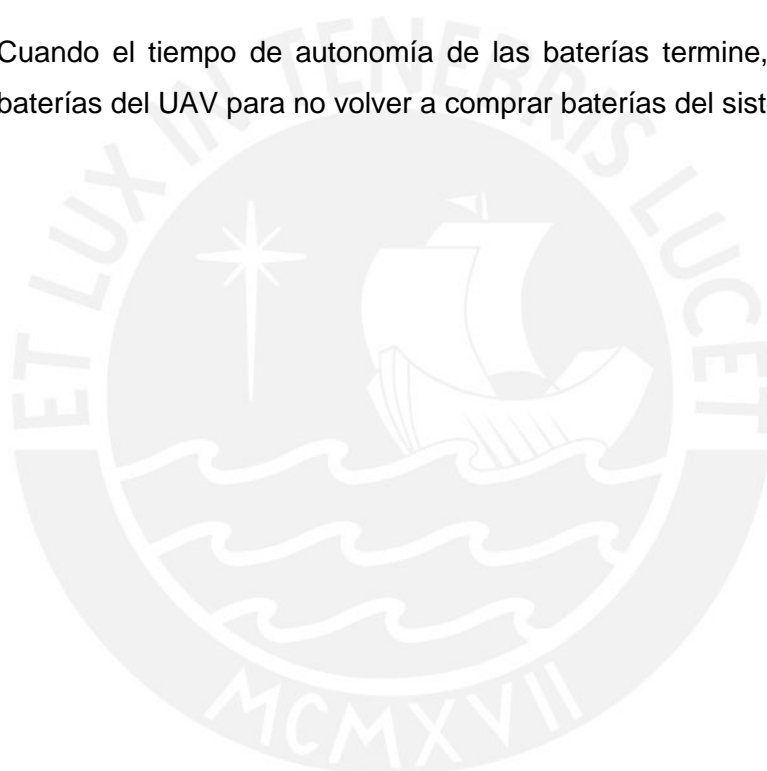 Cuando el tiempo de autonomía de las baterías termine,
baterías del UAV para no volver a comprar baterías del sist
ET LUX IN TENEBRIS LUCET
MCMXVII